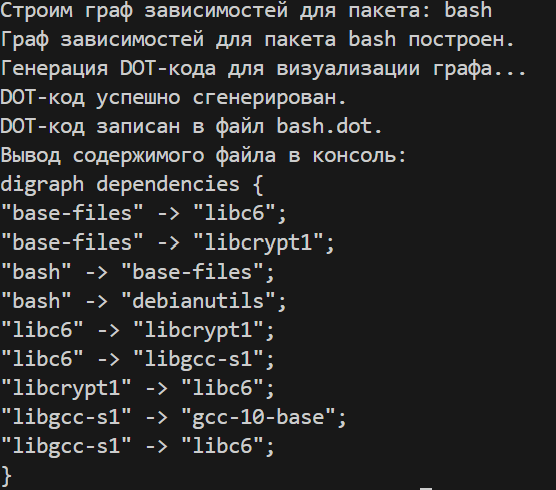 Строим граф зависимостей для пакета: bash
Граф зависимостей для пакета bash построен.
Генерация DOT-кода для визуализации графа...
DOT-код успешно сгенерирован.
DOT-код записан в файл bash.dot.
Вывод содержимого файла в консоль:
digraph dependencies {
"base-files" -> "libc6";
"base-files" -> "libcrypt1";
"bash" -> "base-files";
"bash" -> "debianutils";
"libc6" -> "libcrypt1";
"libc6" -> "libgcc-s1";
"libcrypt1" -> "libc6";
"libgcc-s1" -> "gcc-10-base";
"libgcc-s1" -> "libc6";
}